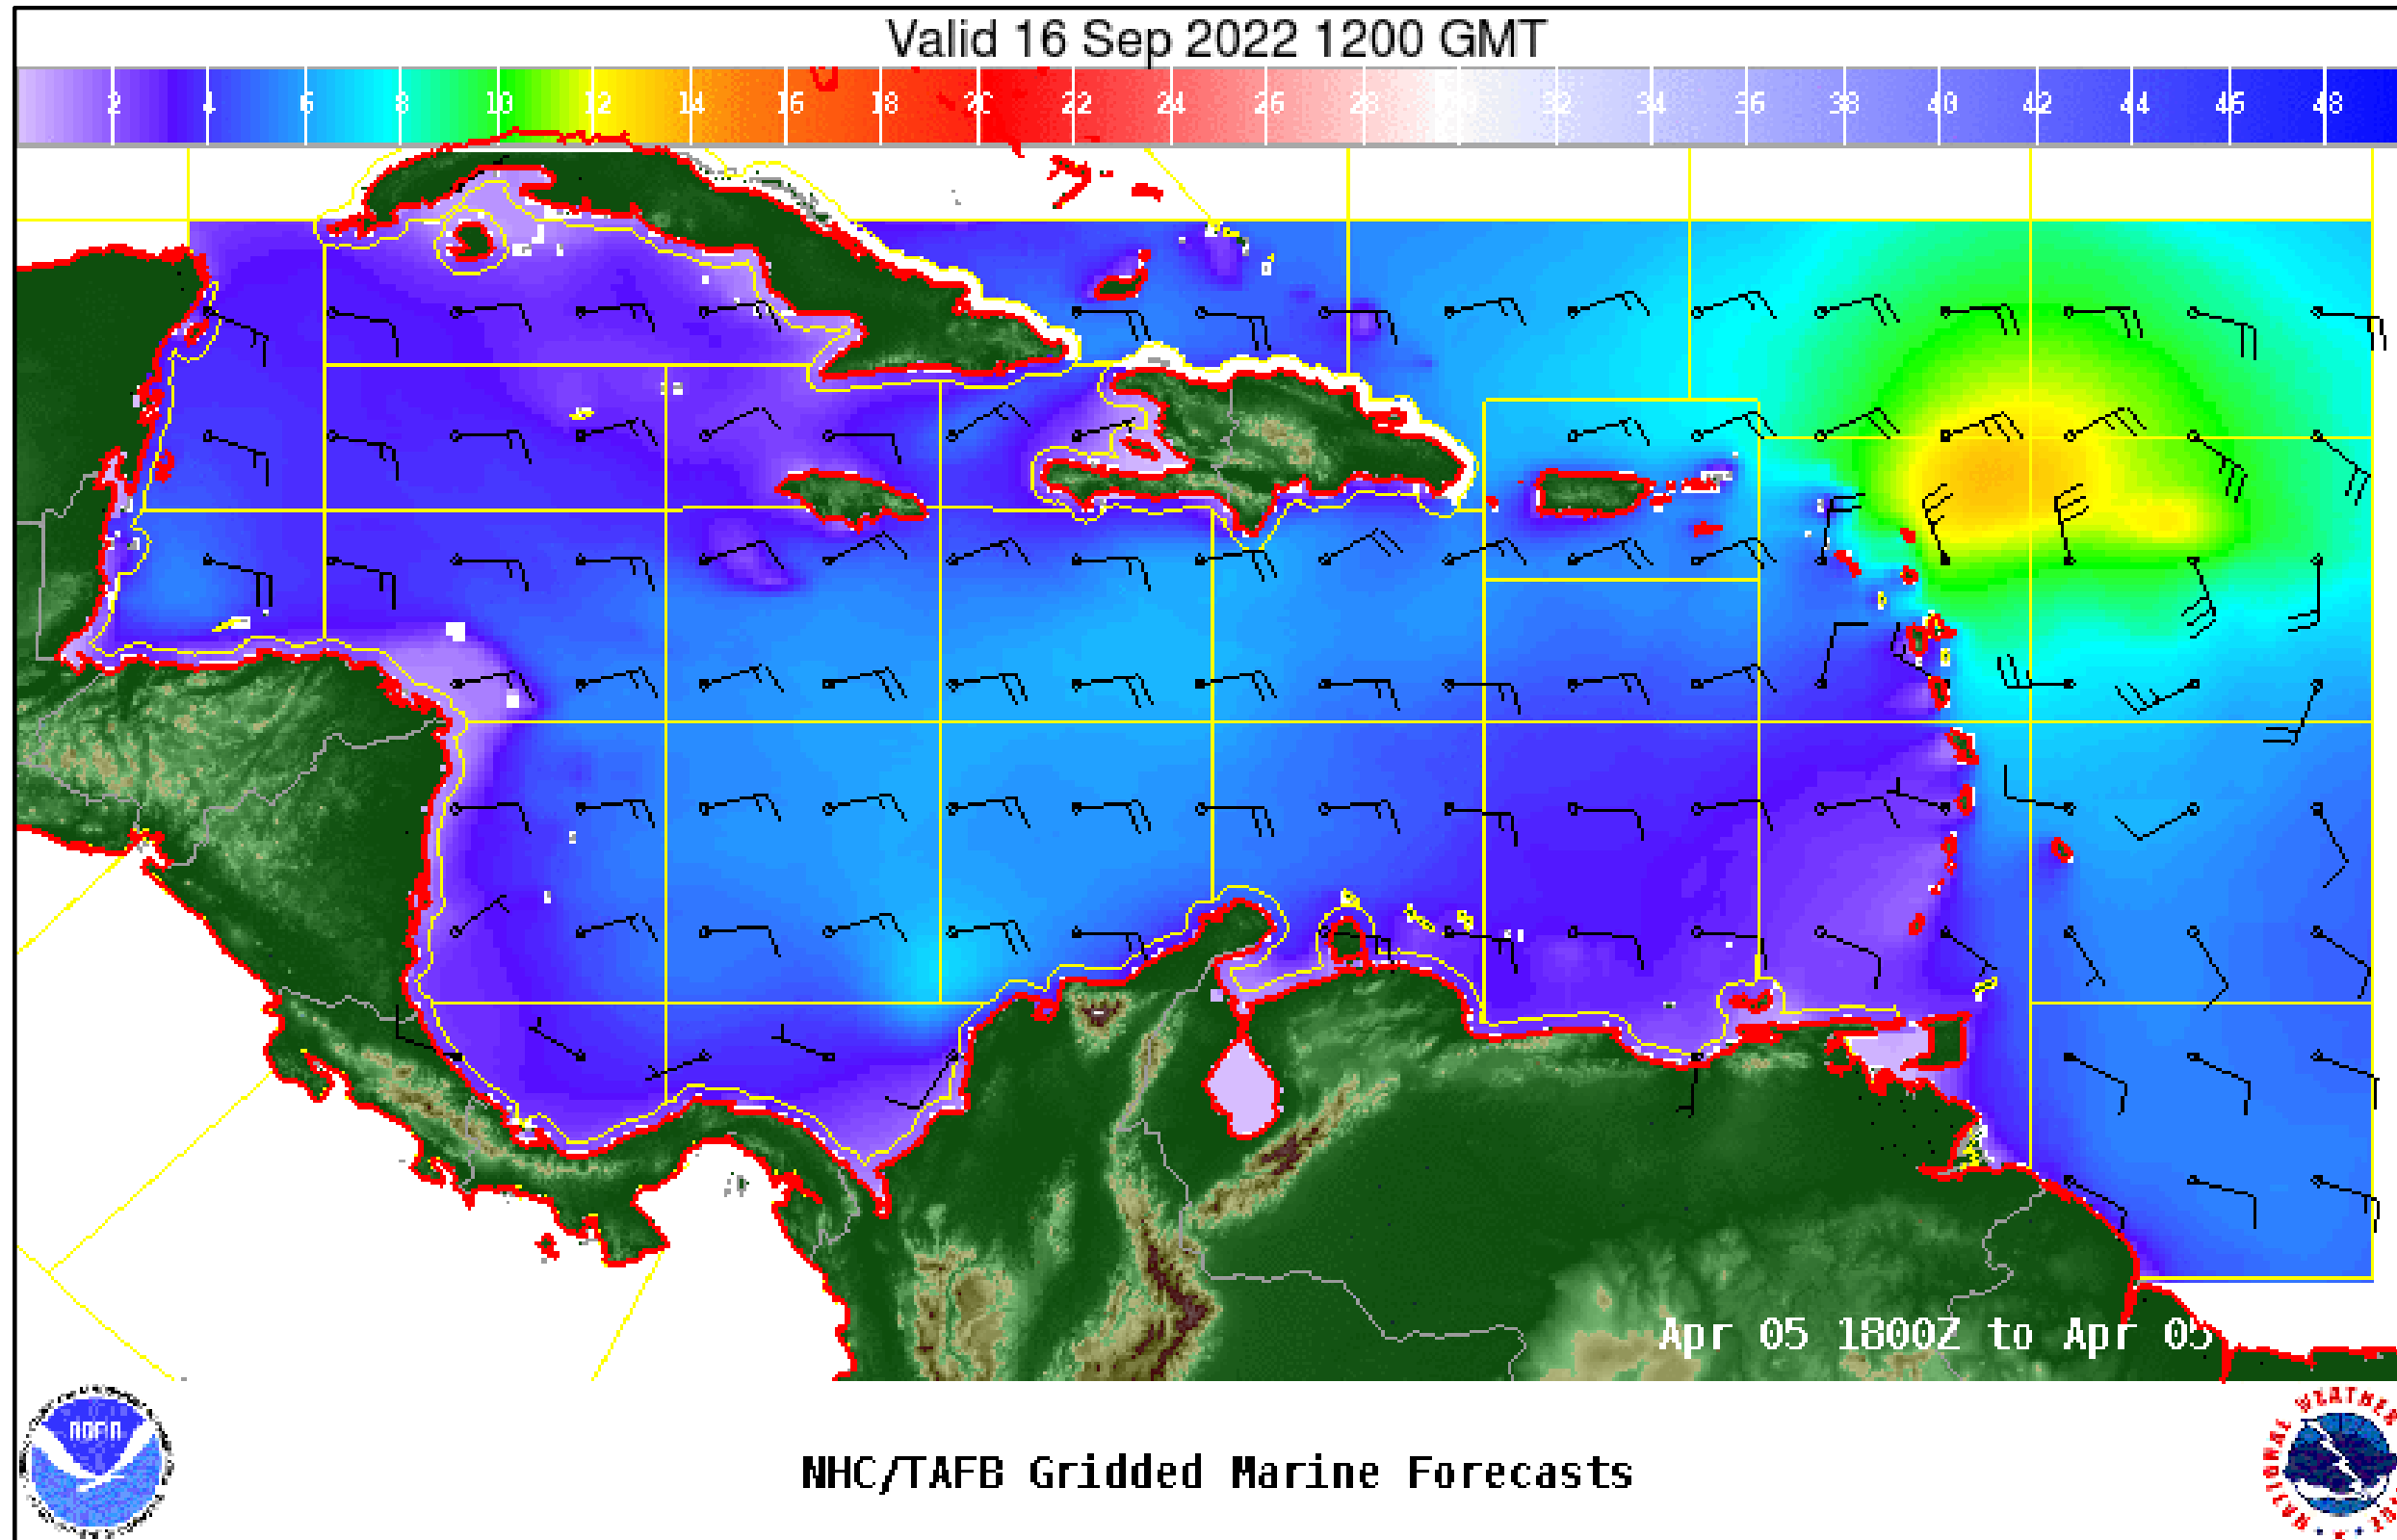 Valid 16 Sep 2022 1200 GMT
2 4 6 8 10 12 14 16 18 20 22 24 26 28 30 32 34 36 38 40 42 44 46 48
Apr 05 1800Z to Apr 05
NOAA
NHC/TAFB Gridded Marine Forecasts
NATIONAL WEATHER